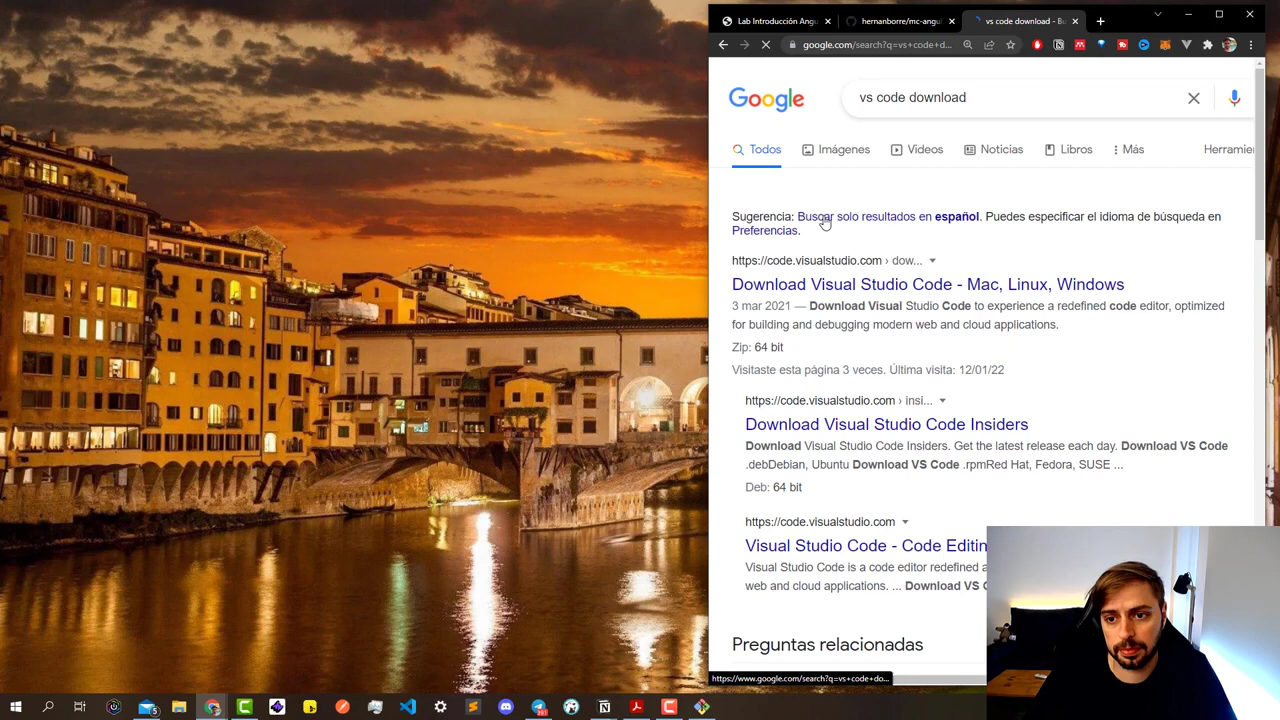 Lab Introducción Angu
hernanborre/mc-angul
vs code download - Bu
google.com/search?q=vs+code+d...
Google
vs code download
Todos
Imágenes
Videos
Noticias
Libros
Más
Herramier
Sugerencia: Buscar solo resultados en español. Puedes especificar el idioma de búsqueda en
Preferencias.
https://code.visualstudio.com › dow...
Download Visual Studio Code - Mac, Linux, Windows
3 mar 2021 — Download Visual Studio Code to experience a redefined code editor, optimized
for building and debugging modern web and cloud applications.
Zip: 64 bit
Visitaste esta página 3 veces. Última visita: 12/01/22
https://code.visualstudio.com › insi...
Download Visual Studio Code Insiders
Download Visual Studio Code Insiders. Get the latest release each day. Download VS Code
.debDebian, Ubuntu Download VS Code .rpmRed Hat, Fedora, SUSE ...
Deb: 64 bit
https://code.visualstudio.com
Visual Studio Code - Code Editin
Visual Studio Code is a code editor redefined a
web and cloud applications. ... Download VS C
Preguntas relacionadas
https://www.google.com/search?q=vs+code+do...